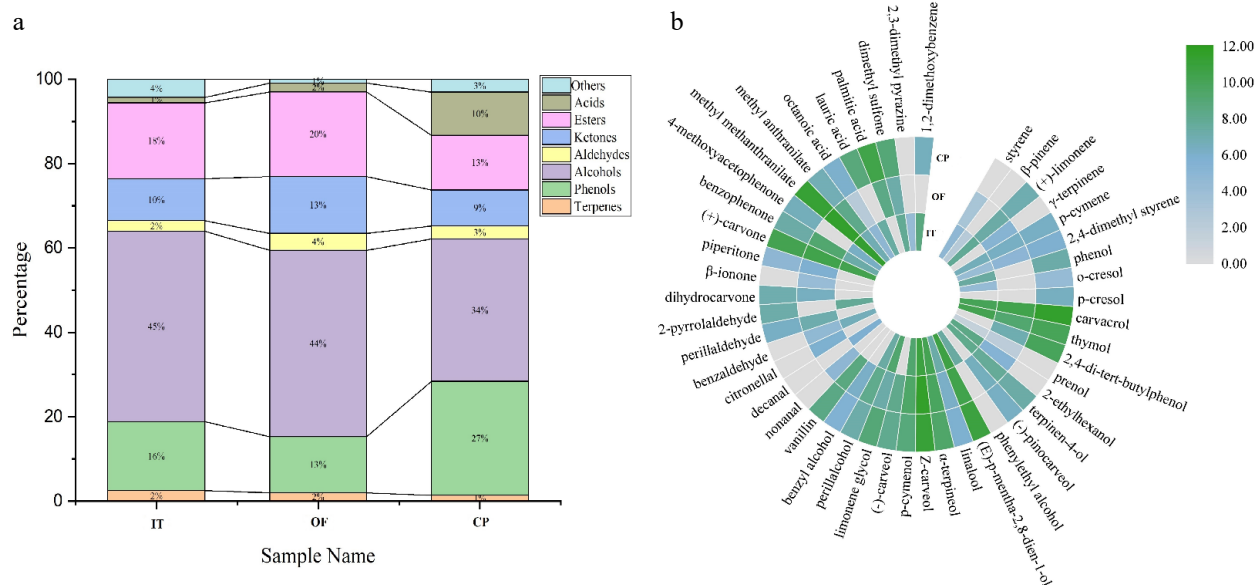 a
Percentage
100
80
60
40
20
0
4%
1%
18%
10%
2%
45%
16%
2%
1%
2%
20%
13%
4%
44%
13%
2%
3%
10%
13%
9%
3%
34%
27%
1%
IT
OF
CP
Sample Name
Others
Acids
Esters
Ketones
Aldehydes
Alcohols
Phenols
Terpenes
b
styrene
β-pinene
(+)-limonene
γ-terpinene
p-cymene
2,4-dimethyl styrene
phenol
o-cresol
p-cresol
carvacrol
thymol
2,4-di-tert-butylphenol
prenol
2-ethylhexanol
terpinen-4-ol
(-)-pinocarveol
phenylethyl alcohol
(E)-p-mentha-2,8-dien-1-ol
linalool
α-terpineol
Z-carveol
p-cymenol
(-)-carveol
limonene glycol
perillalcohol
benzyl alcohol
vanillin
nonanal
decanal
citronellal
benzaldehyde
perillaldehyde
2-pyrrolaldehyde
dihydrocarvone
β-ionone
piperitone
(+)-carvone
benzophenone
4-methoxyacetophenone
methyl methanthranilate
methyl anthranilate
octanoic acid
lauric acid
palmitic acid
dimethyl sulfone
2,3-dimethyl pyrazine
1,2-dimethoxybenzene
CP
OF
IT
12.00
10.00
8.00
6.00
4.00
2.00
0.00